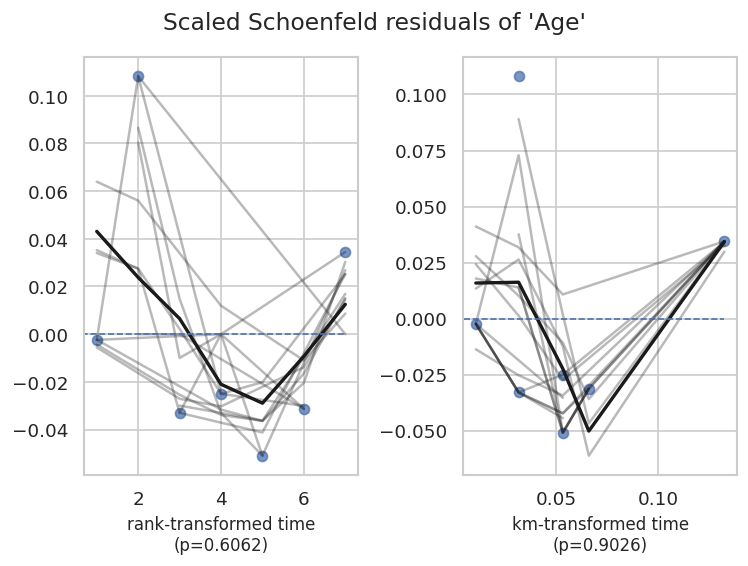 Scaled Schoenfeld residuals of 'Age'
0.10
0.08
0.06
0.04
0.02
0.00
−0.02
−0.04
2 4 6
rank-transformed time
(p=0.6062)
0.100
0.075
0.050
0.025
0.000
−0.025
−0.050
0.05 0.10
km-transformed time
(p=0.9026)